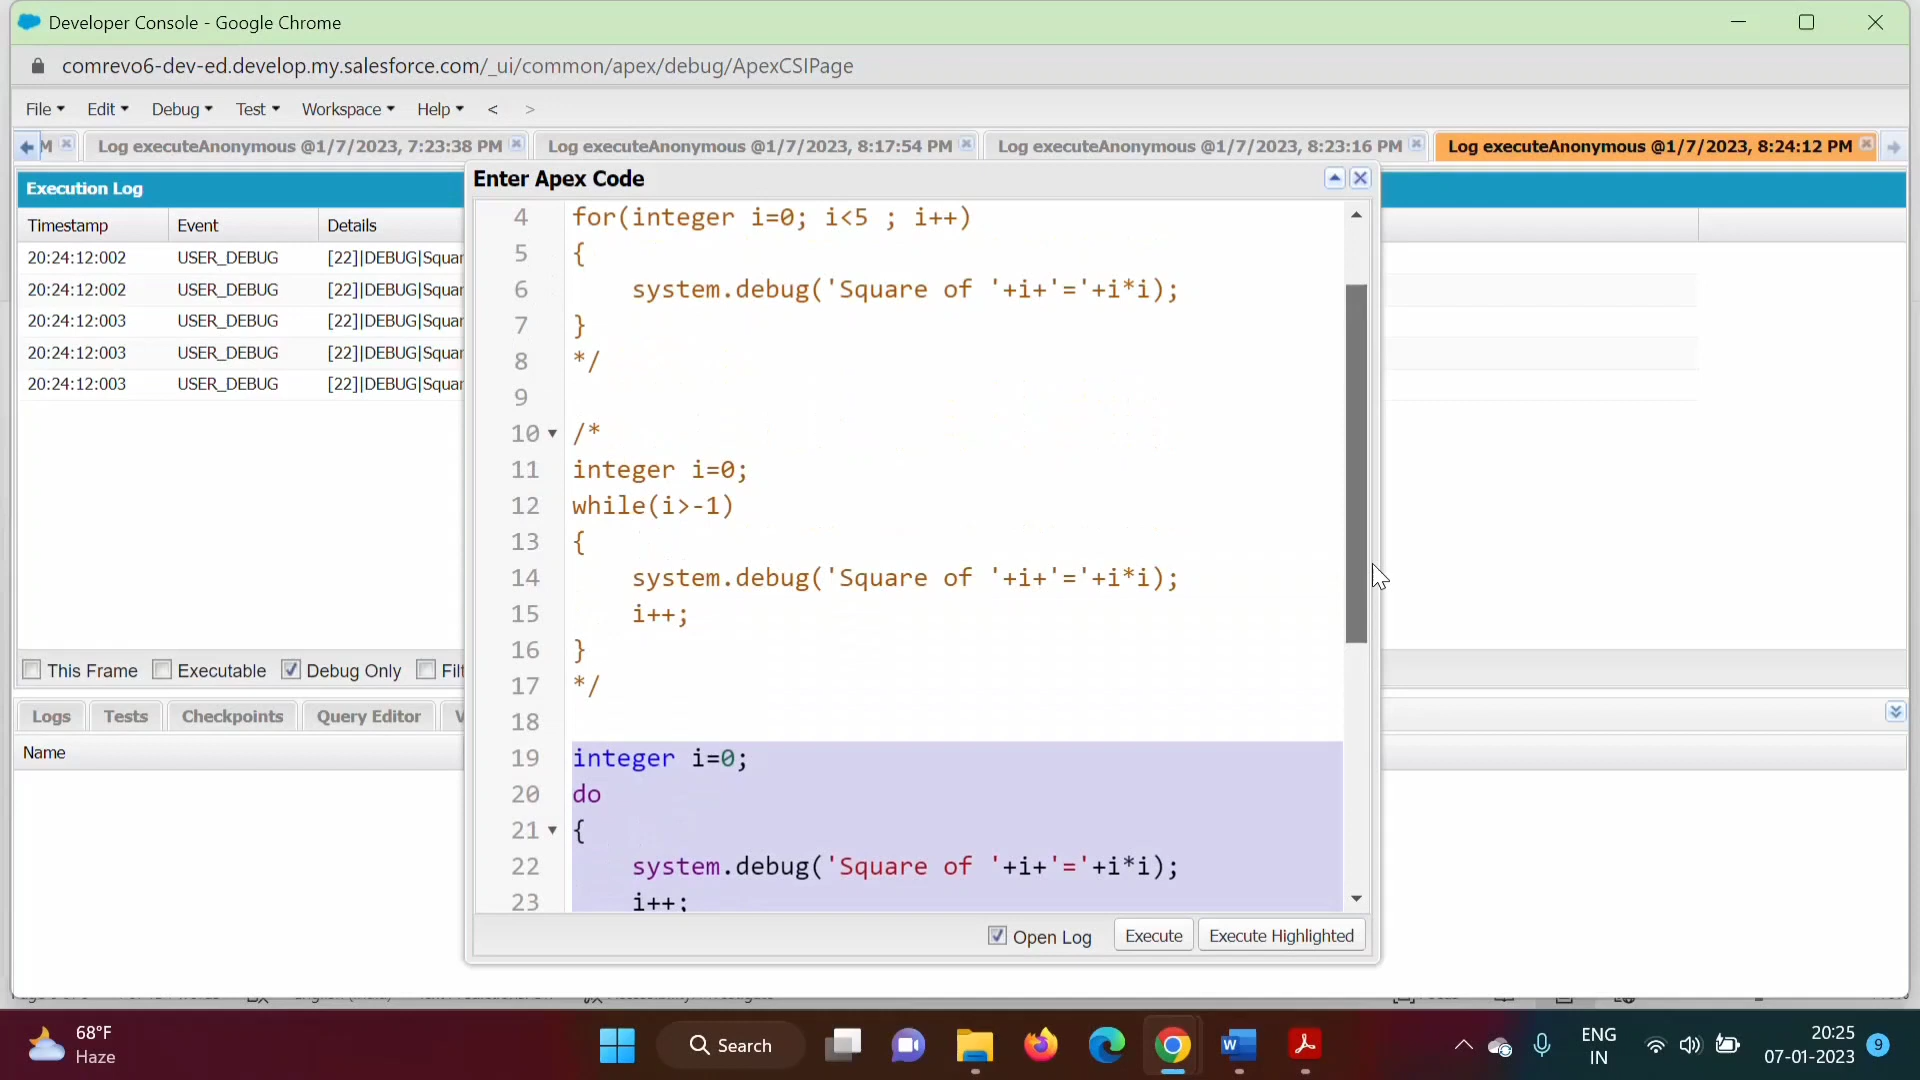 Developer Console - Google Chrome
comrevo6-dev-ed.develop.my.salesforce.com/_ui/common/apex/debug/ApexCSIPage
File Edit Debug Test Workspace Help < >
M Log executeAnonymous @1/7/2023, 7:23:38 PM Log executeAnonymous @1/7/2023, 8:17:54 PM Log executeAnonymous @1/7/2023, 8:23:16 PM Log executeAnonymous @1/7/2023, 8:24:12 PM
Execution Log
Timestamp Event Details
20:24:12:002 USER_DEBUG [22]|DEBUG|Squar
20:24:12:002 USER_DEBUG [22]|DEBUG|Squar
20:24:12:003 USER_DEBUG [22]|DEBUG|Squar
20:24:12:003 USER_DEBUG [22]|DEBUG|Squar
20:24:12:003 USER_DEBUG [22]|DEBUG|Squar
This Frame Executable Debug Only Filt
Logs Tests Checkpoints Query Editor V
Name
Enter Apex Code
4 for(integer i=0; i<5 ; i++)
5 {
6 system.debug('Square of '+i+'='+i*i);
7 }
8 */
9
10 /*
11 integer i=0;
12 while(i>-1)
13 {
14 system.debug('Square of '+i+'='+i*i);
15 i++;
16 }
17 */
18
19 integer i=0;
20 do
21 {
22 system.debug('Square of '+i+'='+i*i);
23 i++;
Open Log Execute Execute Highlighted
68°F
Haze
Search
ENG
IN
20:25
07-01-2023
9